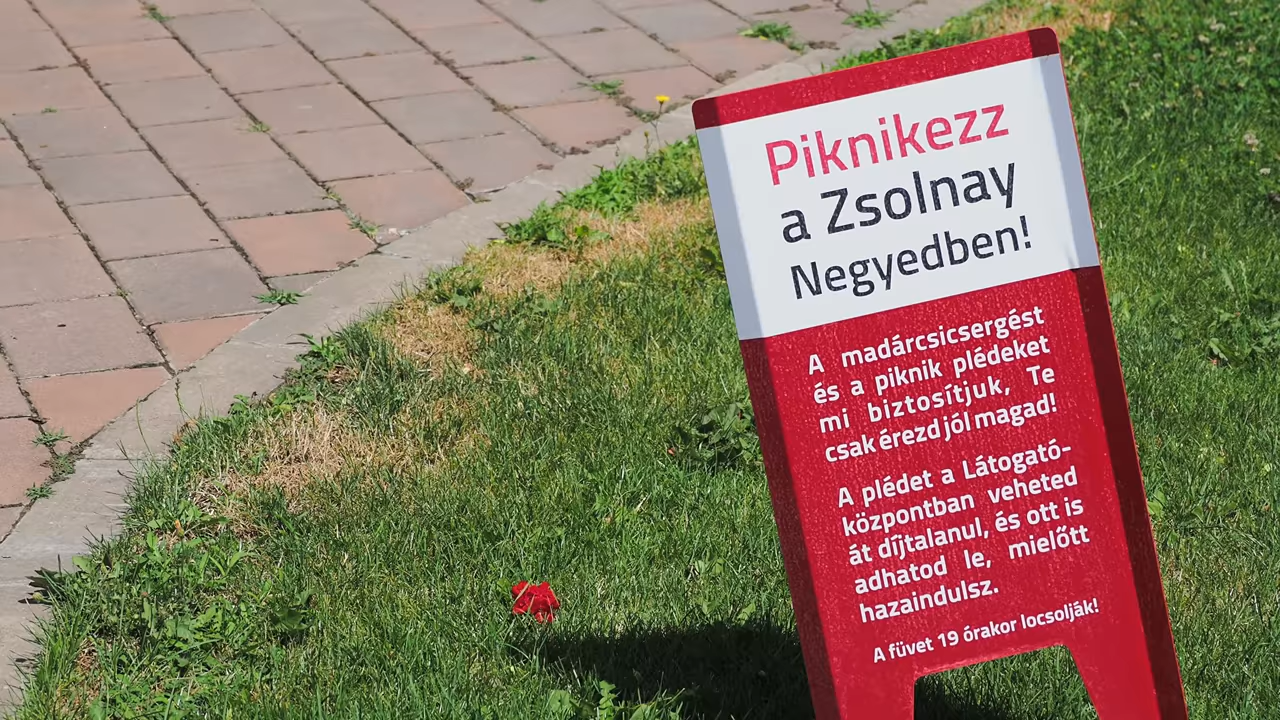 Piknikezz
a Zsolnay
Negyedben!
A madárcsicsergést
és a piknik plédeket
mi biztosítjuk, Te
csak érezd jól magad!
A plédet a Látogató-
központban veheted
át díjtalanul, és ott is
adhatod le, mielőtt
hazaindulsz.
A füvet 19 órakor locsolják!